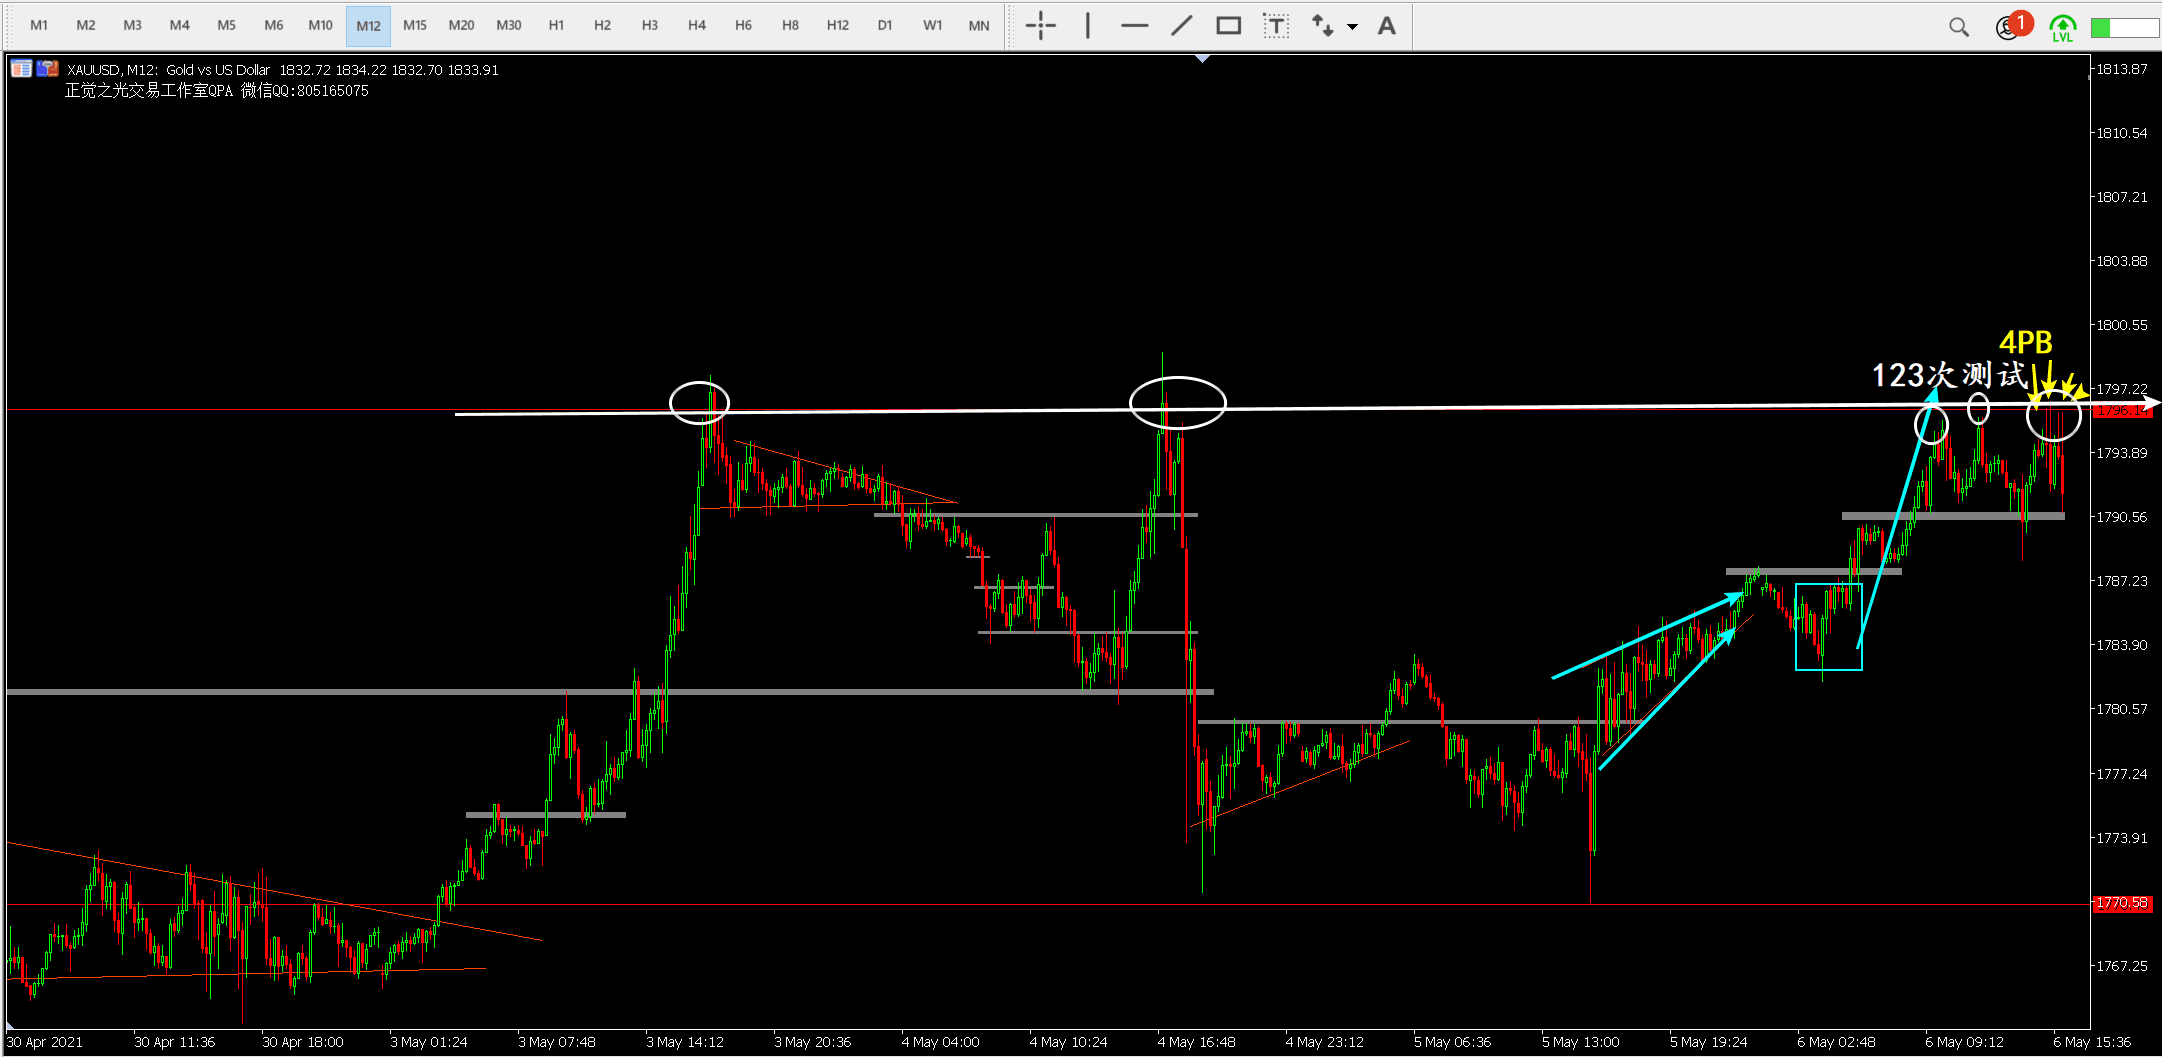 M1 M2 M3 M4 M5 M6 M10 M12 M15 M20 M30 H1 H2 H3 H4 H6 H8 H12 D1 W1 MN T A 1 LVL
XAUUSD, M12: Gold vs US Dollar 1832.72 1834.22 1832.70 1833.91
正觉之光交易工作室QPA 微信QQ:805165075
1813.87
1810.54
1807.21
1803.88
1800.55
4PB
123次测试
1797.22
1793.89
1790.56
1787.23
1783.90
1780.57
1777.24
1773.91
1770.58
1767.25
30 Apr 2021 30 Apr 11:36 30 Apr 18:00 3 May 01:24 3 May 07:48 3 May 14:12 3 May 20:36 4 May 04:00 4 May 10:24 4 May 16:48 4 May 23:12 5 May 06:36 5 May 13:00 5 May 19:24 6 May 02:48 6 May 09:12 6 May 15:36